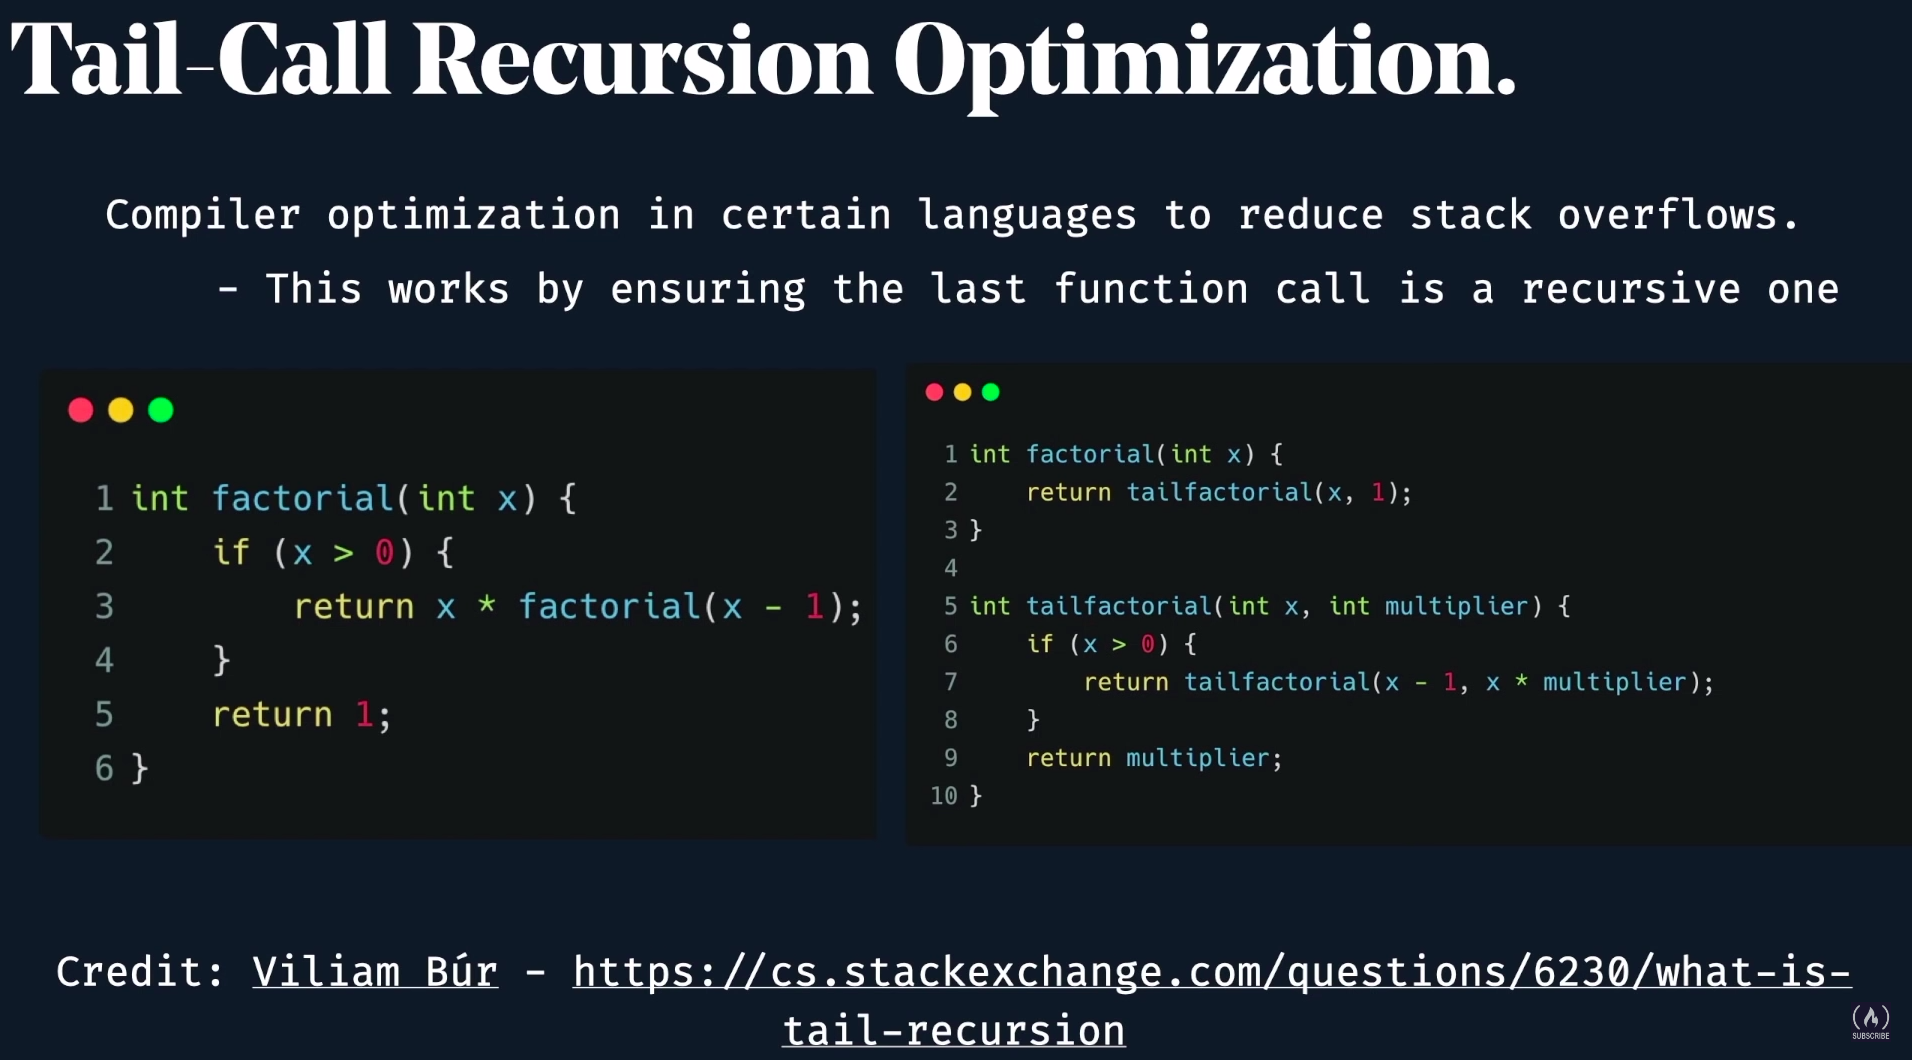 Tail-Call Recursion Optimization.
Compiler optimization in certain languages to reduce stack overflows.
- This works by ensuring the last function call is a recursive one
1 int factorial(int x) {
2     if (x > 0) {
3         return x * factorial(x - 1);
4     }
5     return 1;
6 }
1 int factorial(int x) {
2     return tailfactorial(x, 1);
3 }
4
5 int tailfactorial(int x, int multiplier) {
6     if (x > 0) {
7         return tailfactorial(x - 1, x * multiplier);
8     }
9     return multiplier;
10 }
Credit: Viliam Búr - https://cs.stackexchange.com/questions/6230/what-is-
tail-recursion
SUBSCRIBE